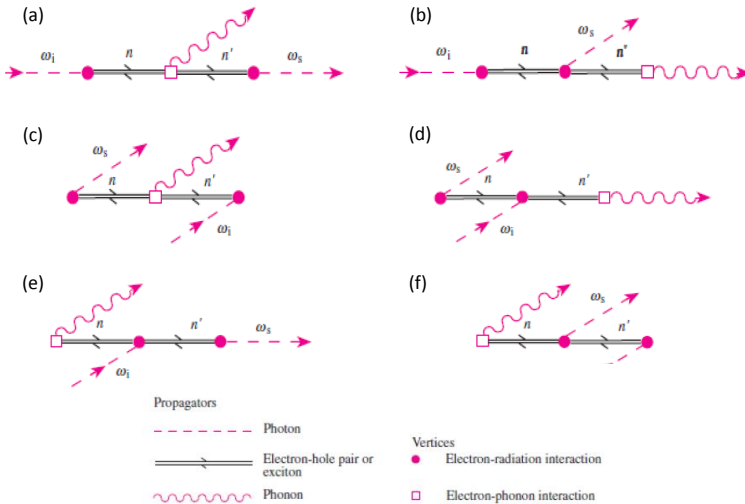 (a)
ωi n n' ωs
(b)
ωi n ωs n'
(c)
ωs n n' ωi
(d)
ωs n n' ωi
(e)
n n' ωs ωi
(f)
n ωs n'
Propagators
Photon
Electron-hole pair or
exciton
Phonon
Vertices
Electron-radiation interaction
Electron-phonon interaction